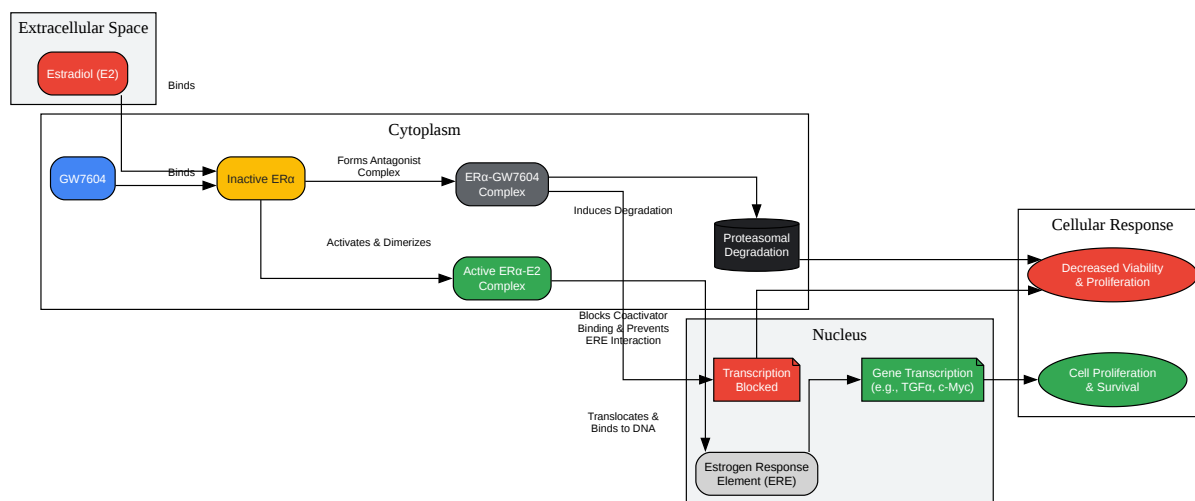 Extracellular Space
Estradiol (E2)
Binds
Cytoplasm
GW7604
Binds
Inactive ERα
Forms Antagonist
Complex
ERα-GW7604
Complex
Induces Degradation
Proteasomal
Degradation
Activates & Dimerizes
Active ERα-E2
Complex
Cellular Response
Decreased Viability
& Proliferation
Blocks Coactivator
Binding & Prevents
ERE Interaction
Nucleus
Transcription
Blocked
Gene Transcription
(e.g., TGFα, c-Myc)
Cell Proliferation
& Survival
Translocates &
Binds to DNA
Estrogen Response
Element (ERE)